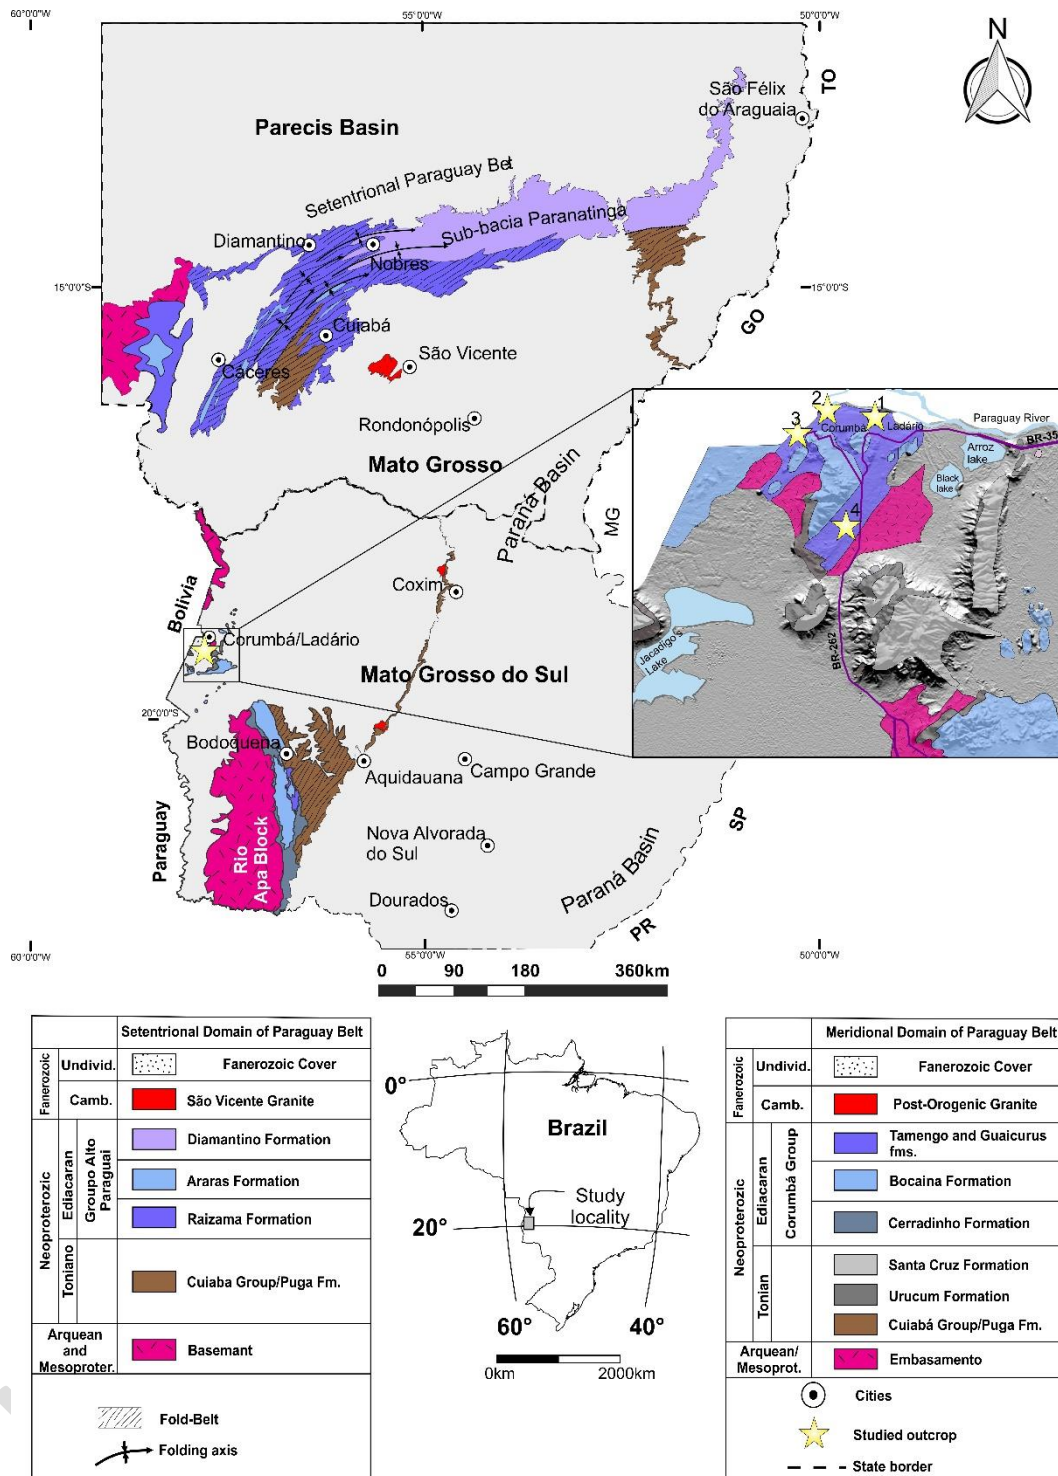 60°0'0"W
55°0'0"W
50°0'0"W
N
TO
São Félix
do Araguaia
Parecis Basin
Setentrional Paraguay Belt
Sub-bacia Paranatinga
Diamantino
Nobres
15°0'0"S
15°0'0"S
GO
Cuiabá
São Vicente
Cáceres
Rondonópolis
Mato Grosso
Paraná Basin
MG
2
1
3
Corumbá
Ladário
Paraguay River
BR-35
Arroz
lake
Black
lake
4
Jacadigo's
Lake
BR-262
Coxim
Bolivia
Corumbá/Ladário
Mato Grosso do Sul
20°0'0"S
Bodoquena
Aquidauana
Campo Grande
Paraguay
Rio
Apa Block
Nova Alvorada
do Sul
SP
Paraná Basin
Dourados
PR
60°0'0"W
55°0'0"W
50°0'0"W
0 90 180 360km
Setentrional Domain of Paraguay Belt
Fanerozoic
Undivid.
Fanerozoic Cover
Camb.
São Vicente Granite
Neoproterozic
Ediacaran
Groupo Alto
Paraguai
Diamantino Formation
Araras Formation
Raizama Formation
Toniano
Cuiaba Group/Puga Fm.
Arquean
and
Mesoproter.
Basemant
Fold-Belt
Folding axis
0°
Brazil
Study
locality
20°
60°
40°
0km
2000km
Meridional Domain of Paraguay Belt
Fanerozoic
Undivid.
Fanerozoic Cover
Camb.
Post-Orogenic Granite
Neoproterozic
Ediacaran
Corumbá Group
Tamengo and Guaicurus
fms.
Bocaina Formation
Cerradinho Formation
Tonian
Santa Cruz Formation
Urucum Formation
Cuiabá Group/Puga Fm.
Arquean/
Mesoprot.
Embasamento
Cities
Studied outcrop
State border